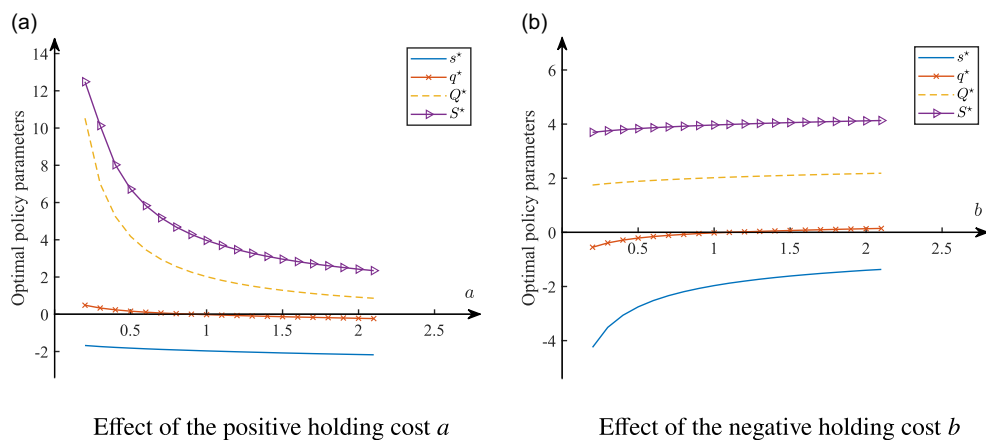 (a)
Optimal policy parameters
14
12
10
8
6
4
2
0
-2
0.5
1
1.5
2
2.5
a
s⋆
q⋆
Q⋆
S⋆
Effect of the positive holding cost a
(b)
Optimal policy parameters
6
4
2
0
-2
-4
0.5
1
1.5
2
2.5
b
s⋆
q⋆
Q⋆
S⋆
Effect of the negative holding cost b